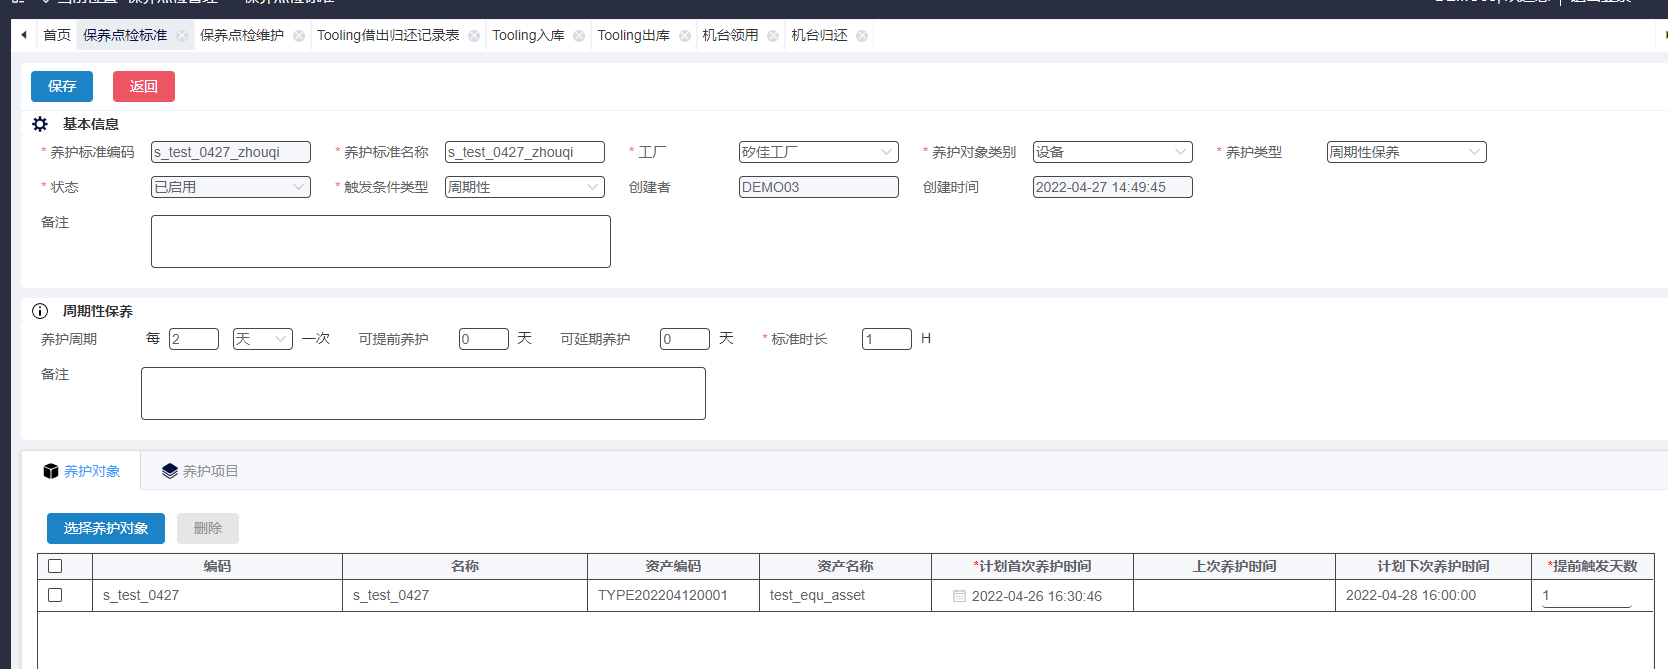 首页 保养点检标准 保养点检维护 Tooling借出归还记录表 Tooling入库 Tooling出库 机台领用 机台归还
保存 返回
基本信息
* 养护标准编码 s_test_0427_zhouqi * 养护标准名称 s_test_0427_zhouqi * 工厂 矽佳工厂 * 养护对象类别 设备 * 养护类型 周期性保养
* 状态 已启用 * 触发条件类型 周期性 创建者 DEMO03 创建时间 2022-04-27 14:49:45
备注
周期性保养
养护周期 每 2 天 一次 可提前养护 0 天 可延期养护 0 天 * 标准时长 1 H
备注
养护对象 养护项目
选择养护对象 删除
编码 名称 资产编码 资产名称 *计划首次养护时间 上次养护时间 计划下次养护时间 *提前触发天数
s_test_0427 s_test_0427 TYPE202204120001 test_equ_asset 2022-04-26 16:30:46 2022-04-28 16:00:00 1